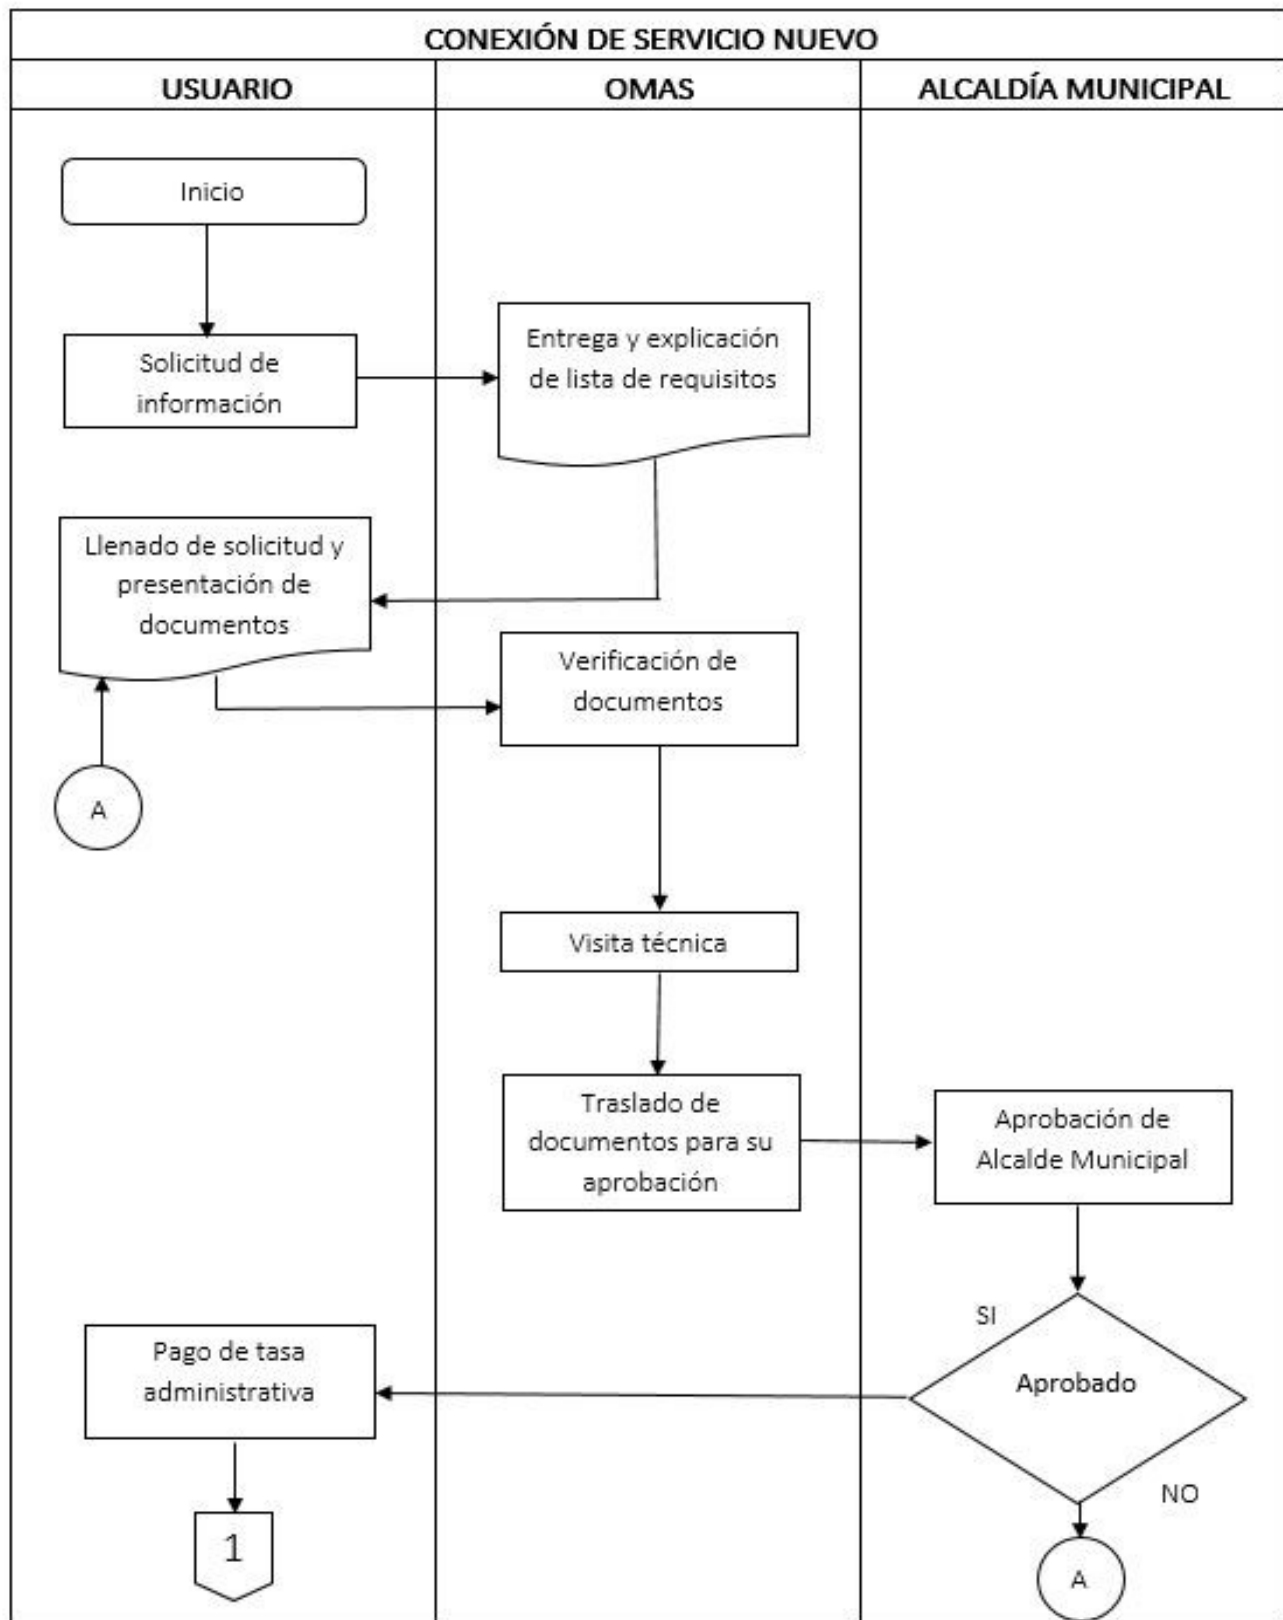 CONEXIÓN DE SERVICIO NUEVO
USUARIO
OMAS
ALCALDÍA MUNICIPAL
Inicio
Solicitud de
información
Entrega y explicación
de lista de requisitos
Llenado de solicitud y
presentación de
documentos
Verificación de
documentos
A
Visita técnica
Traslado de
documentos para su
aprobación
Aprobación de
Alcalde Municipal
SI
Aprobado
NO
Pago de tasa
administrativa
1
A